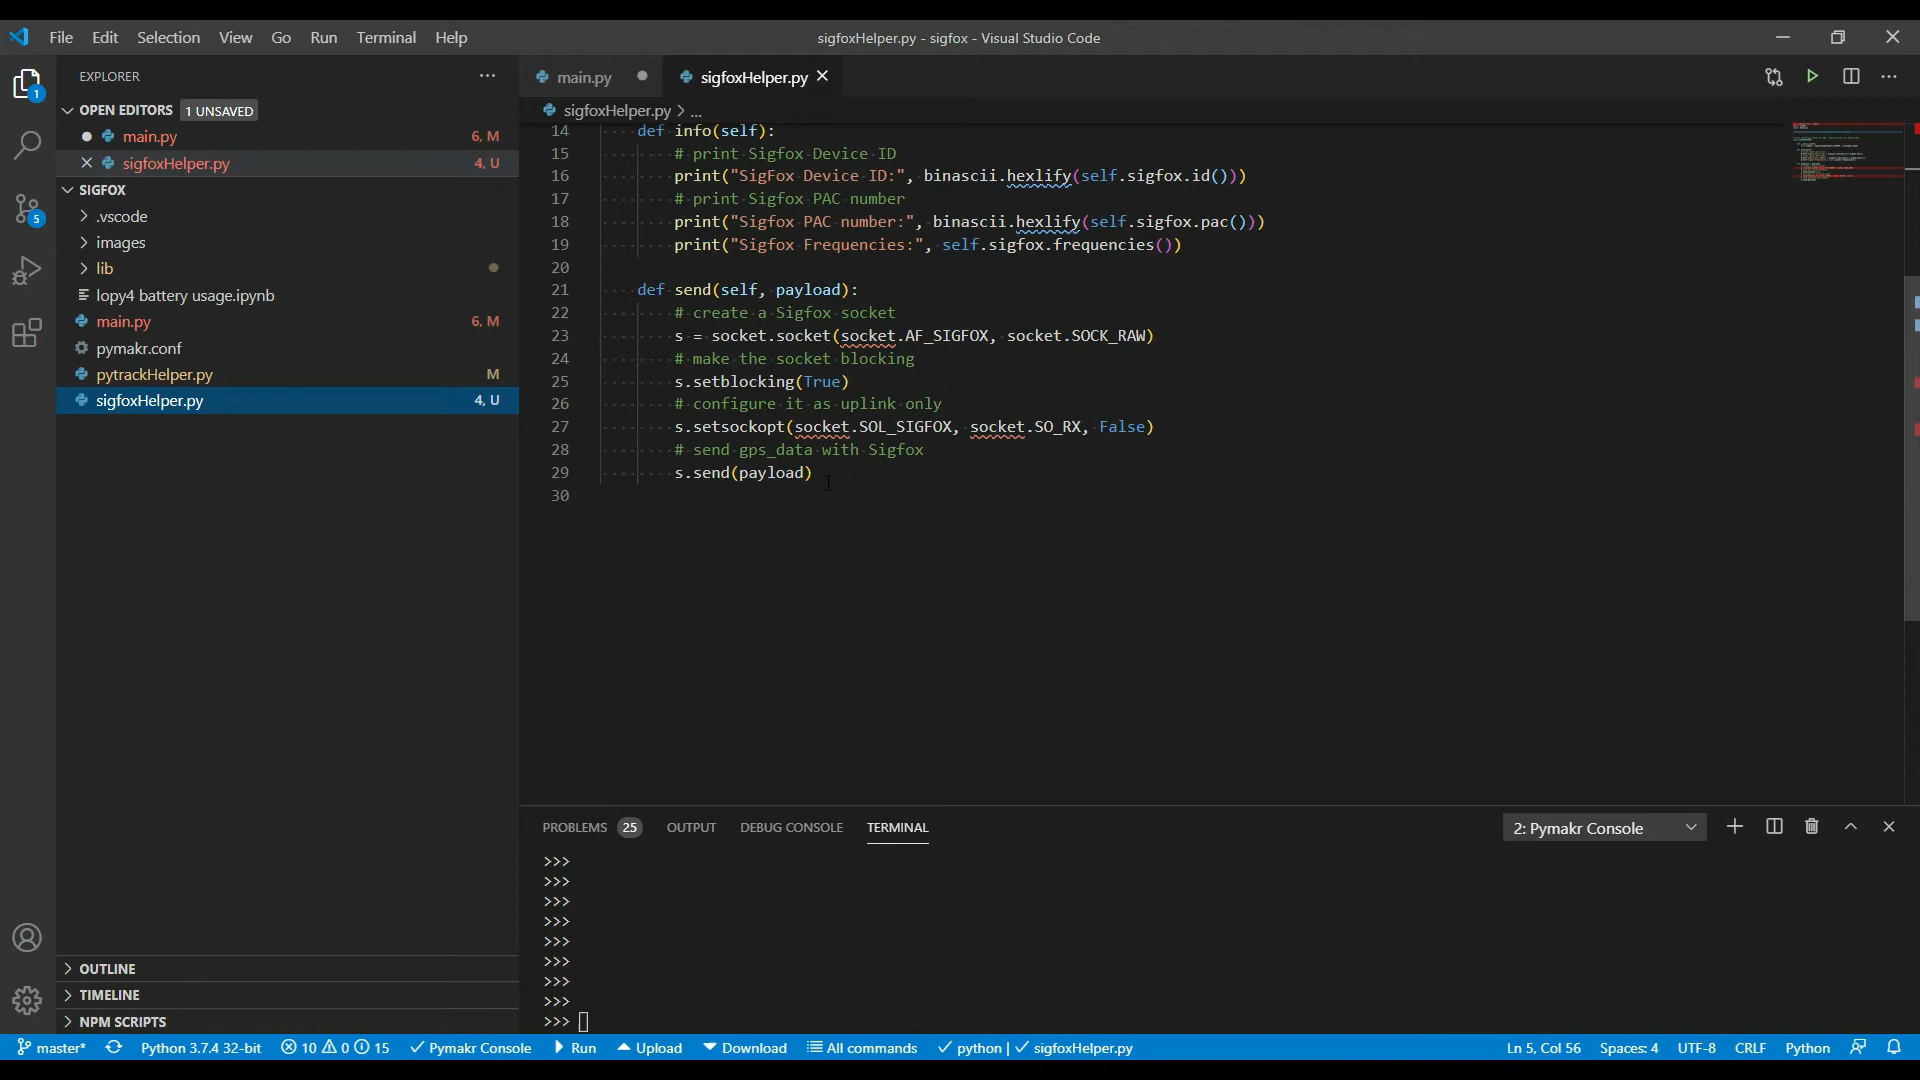 File Edit Selection View Go Run Terminal Help
sigfoxHelper.py - sigfox - Visual Studio Code
EXPLORER
OPEN EDITORS 1 UNSAVED
main.py 6, M
sigfoxHelper.py 4, U
SIGFOX
.vscode
images
lib
lopy4 battery usage.ipynb
main.py 6, M
pymakr.conf
pytrackHelper.py M
sigfoxHelper.py 4, U
OUTLINE
TIMELINE
NPM SCRIPTS
1
5
main.py sigfoxHelper.py
sigfoxHelper.py > ...
14 def info(self):
15 # print Sigfox Device ID
16 print("SigFox Device ID:", binascii.hexlify(self.sigfox.id()))
17 # print Sigfox PAC number
18 print("Sigfox PAC number:", binascii.hexlify(self.sigfox.pac()))
19 print("Sigfox Frequencies:", self.sigfox.frequencies())
20
21 def send(self, payload):
22 # create a Sigfox socket
23 s = socket.socket(socket.AF_SIGFOX, socket.SOCK_RAW)
24 # make the socket blocking
25 s.setblocking(True)
26 # configure it as uplink only
27 s.setsockopt(socket.SOL_SIGFOX, socket.SO_RX, False)
28 # send gps_data with Sigfox
29 s.send(payload)
30
PROBLEMS 25 OUTPUT DEBUG CONSOLE TERMINAL 2: Pymakr Console
>>>
>>>
>>>
>>>
>>>
>>>
>>>
>>>
>>>
master* Python 3.7.4 32-bit 10 0 15 Pymakr Console Run Upload Download All commands python | sigfoxHelper.py Ln 5, Col 56 Spaces: 4 UTF-8 CRLF Python